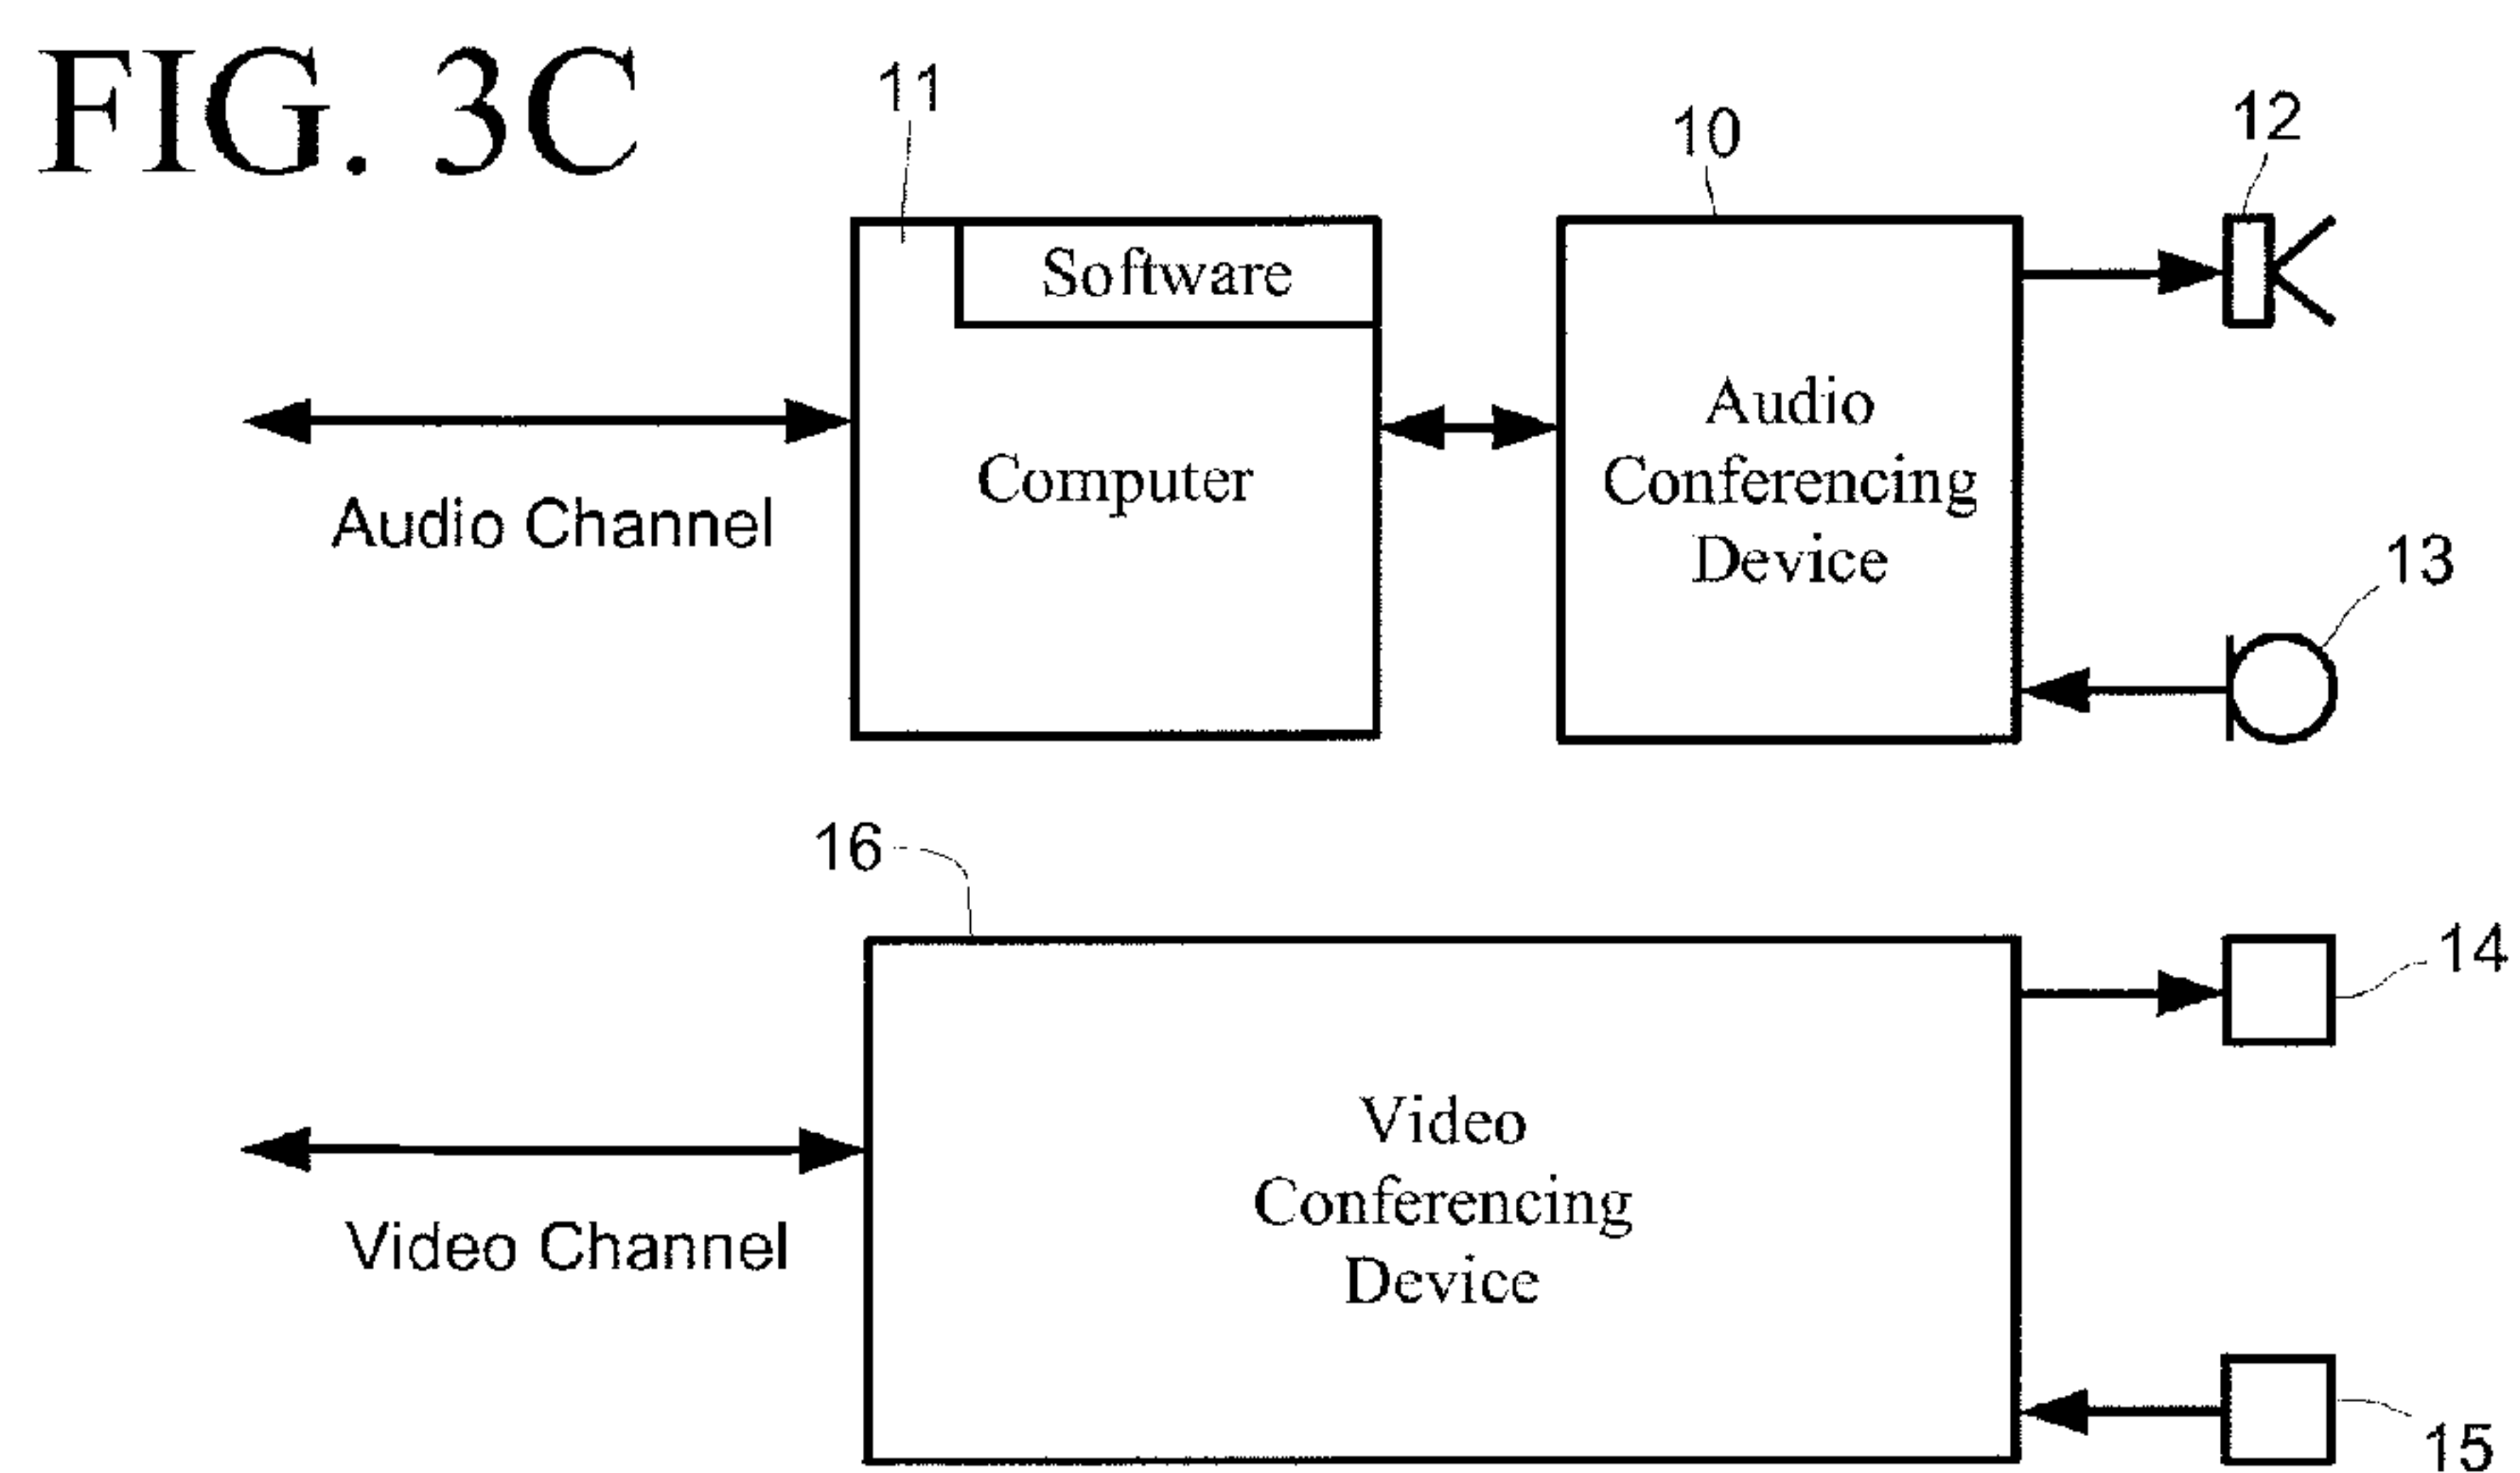 FIG. 3C
11
10
12
Software
Audio
Conferencing
Device
Computer
Audio Channel
13
16
14
Video
Conferencing
Device
Video Channel
15